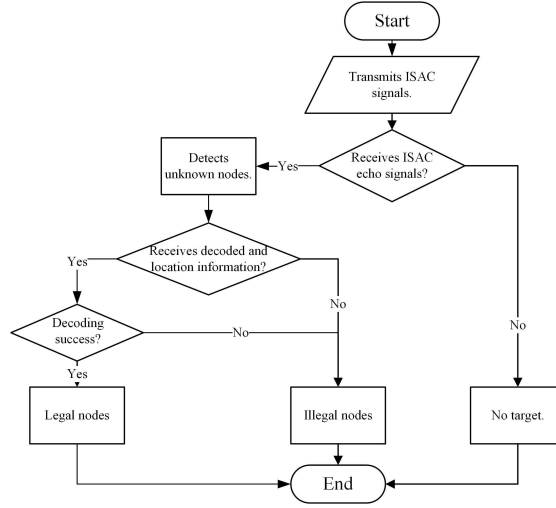 Start
Transmits ISAC
signals.
Receives ISAC
echo signals?
Yes
Detects
unknown nodes.
Receives decoded and
location information?
Yes
No
No
Decoding
success?
No
Yes
Legal nodes
Illegal nodes
No target.
End